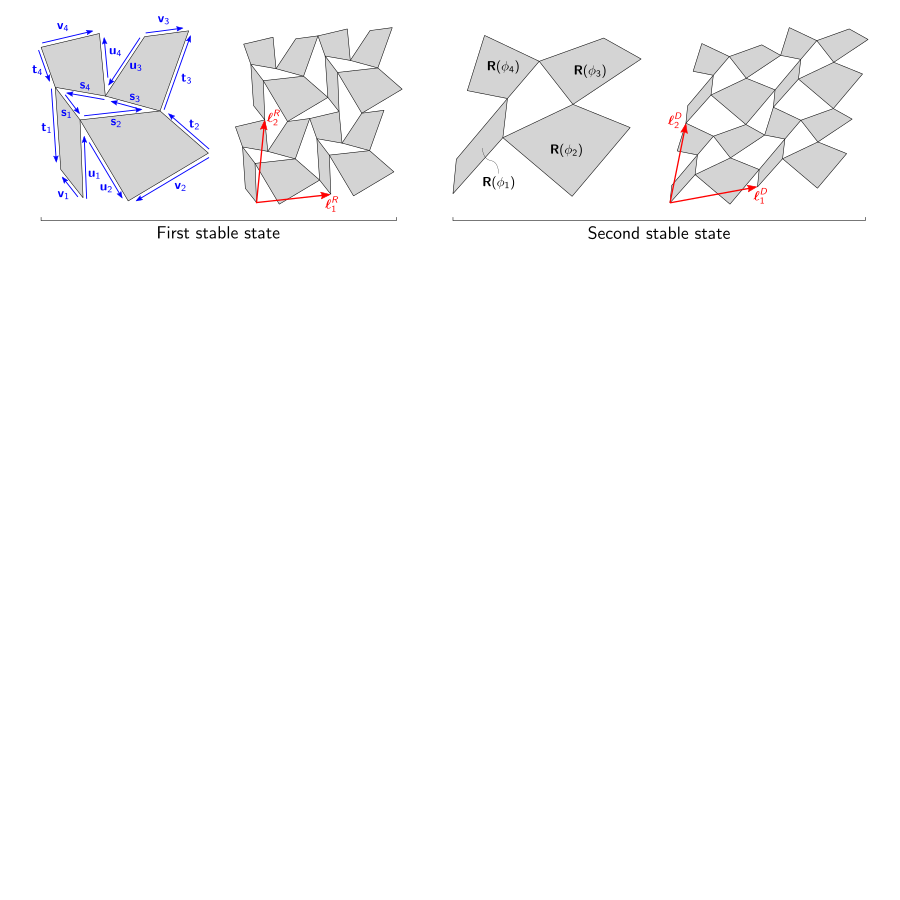 v₄
v₃
u₄
u₃
t₄
t₃
s₄
s₃
s₁
s₂
t₁
t₂
u₁
u₂
v₁
v₂
ℓ₂ᴿ
ℓ₁ᴿ
First stable state
R(ϕ₄)
R(ϕ₃)
R(ϕ₂)
R(ϕ₁)
ℓ₂ᴰ
ℓ₁ᴰ
Second stable state